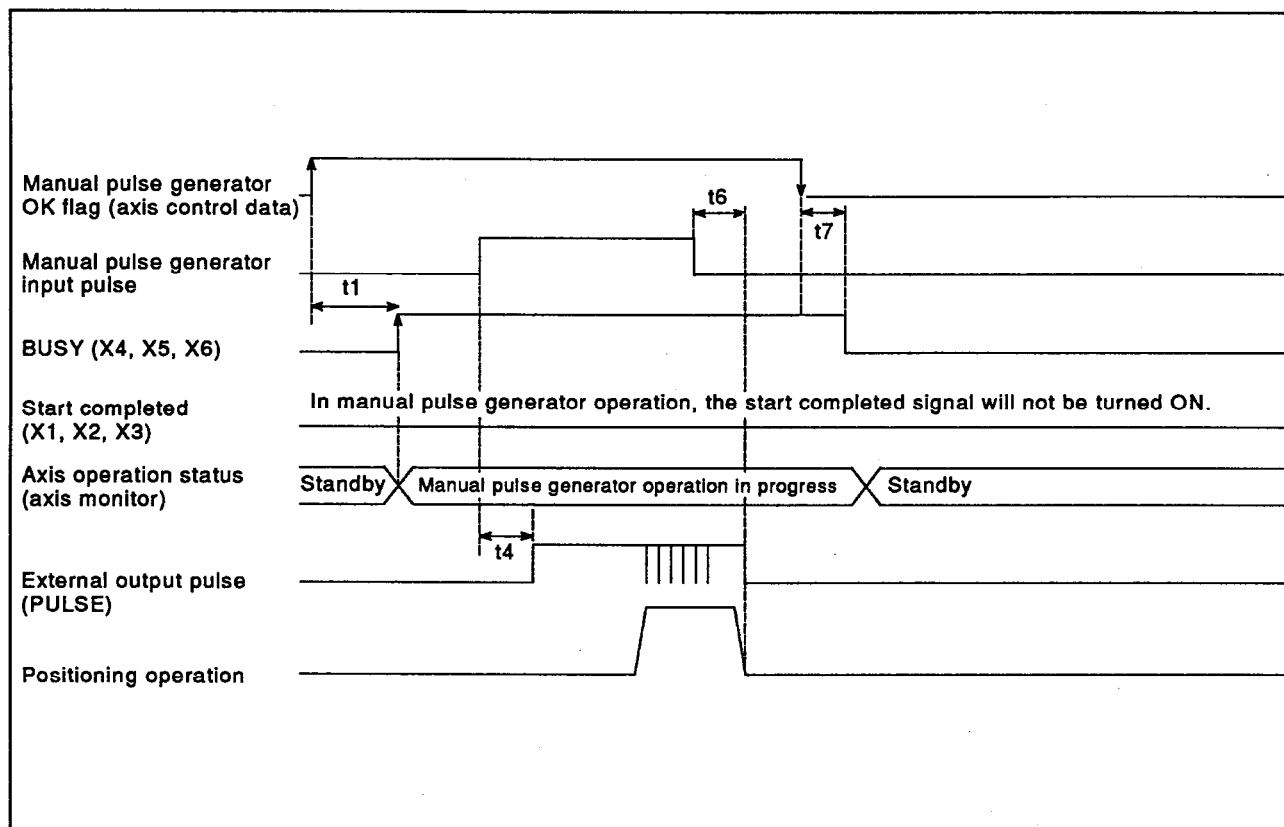 Manual pulse generator
OK flag (axis control data)
t6
t7
Manual pulse generator
input pulse
t1
BUSY (X4, X5, X6)
Start completed
(X1, X2, X3)
In manual pulse generator operation, the start completed signal will not be turned ON.
Axis operation status
(axis monitor)
Standby
Manual pulse generator operation in progress
Standby
t4
External output pulse
(PULSE)
Positioning operation